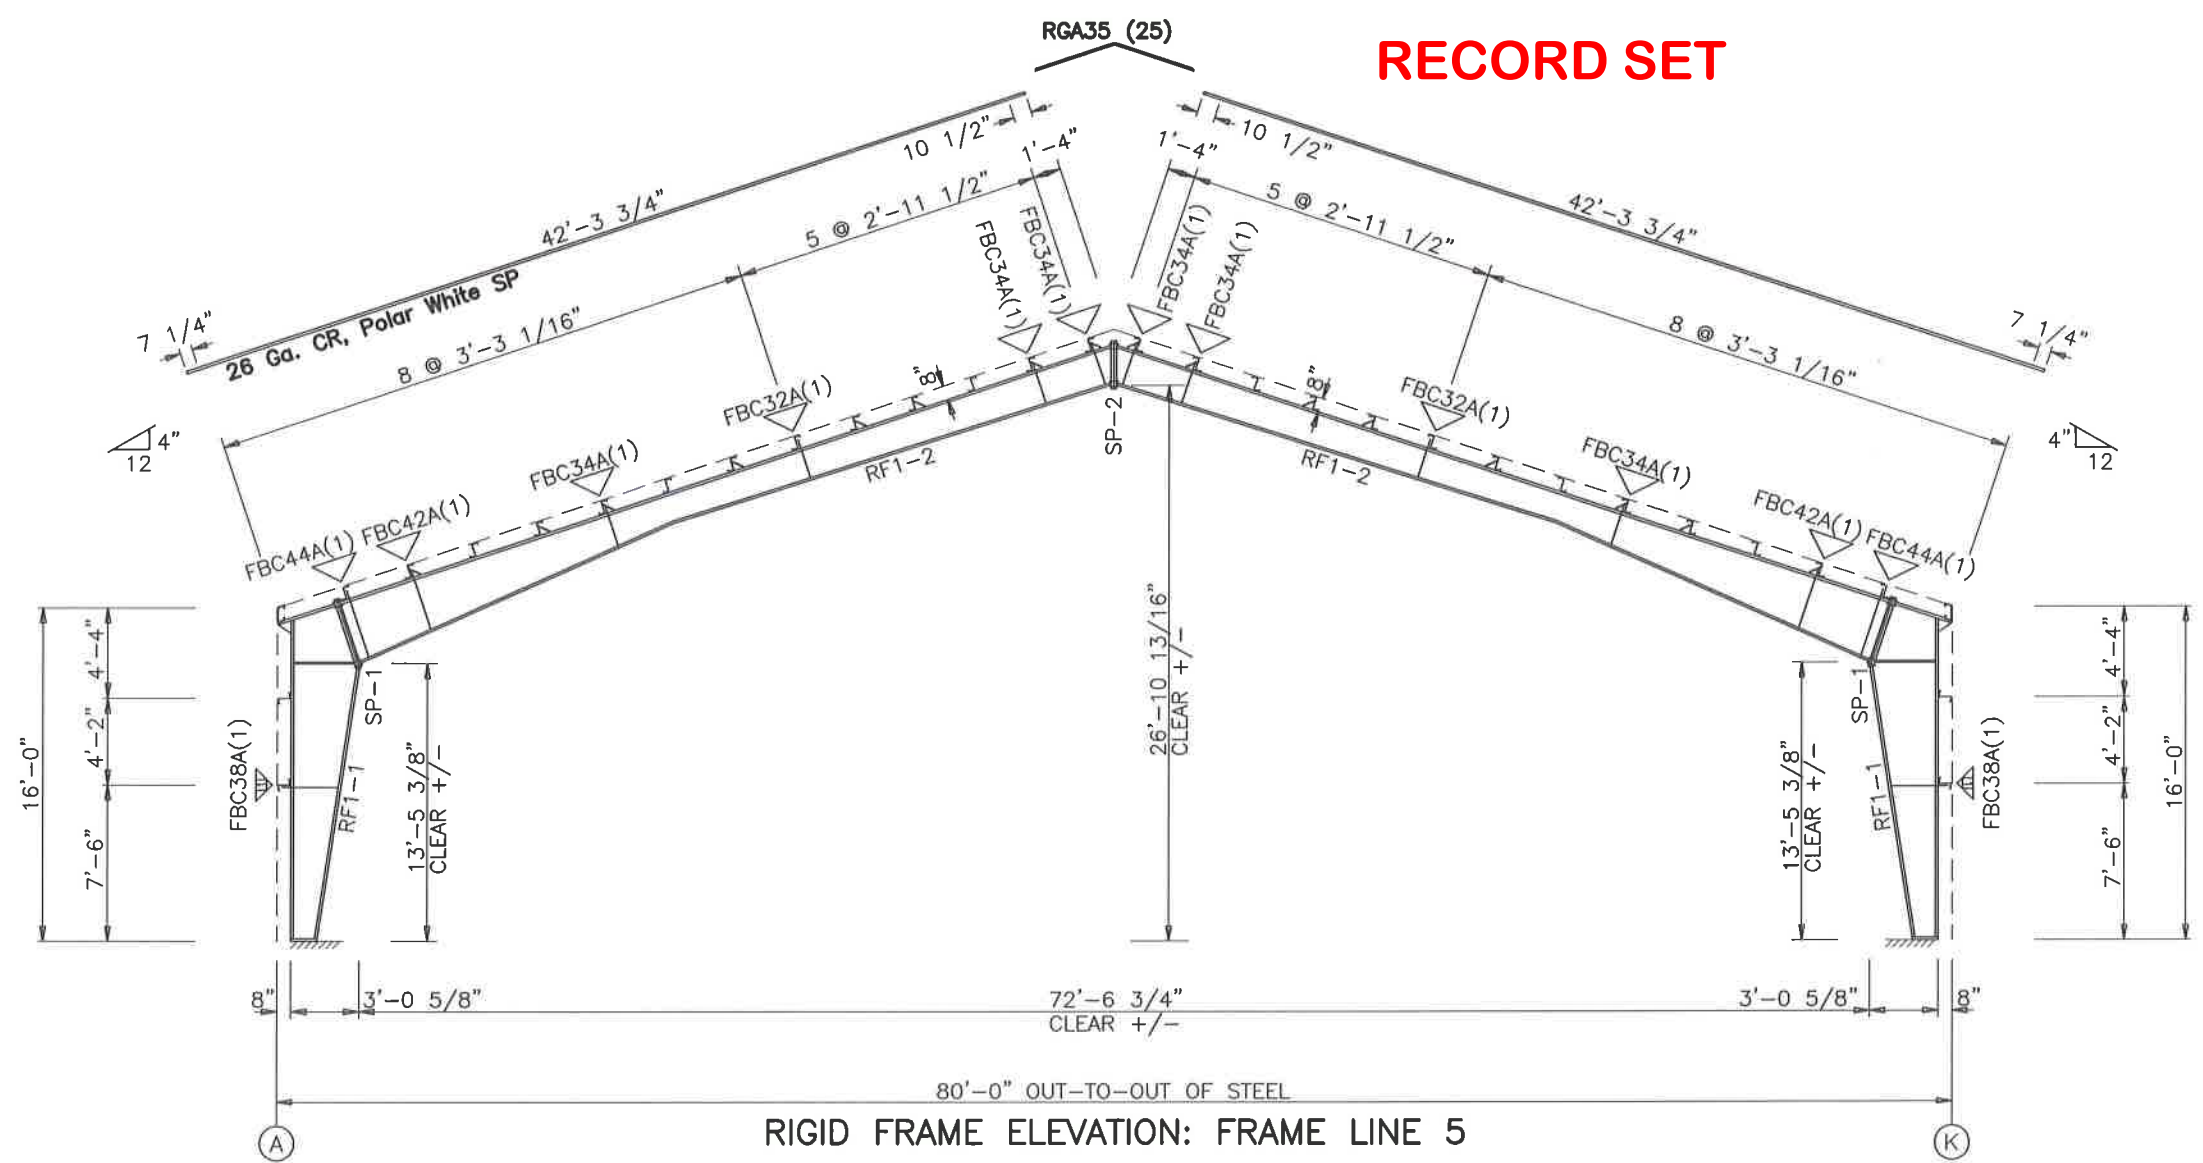 RGA35 (25)
RECORD SET
10 1/2"
1'-4"
1'-4"
10 1/2"
42'-3 3/4"
5 @ 2'-11 1/2"
5 @ 2'-11 1/2"
42'-3 3/4"
7 1/4"
26 Ga. CR, Polar White SP
8 @ 3'-3 1/16"
FBC34A(1)
FBC34A(1)
FBC34A(1)
FBC34A(1)
8 @ 3'-3 1/16"
7 1/4"
4"
12
FBC44A(1)
FBC42A(1)
FBC34A(1)
FBC32A(1)
8"
RF1-2
SP-2
8"
RF1-2
FBC32A(1)
FBC34A(1)
FBC42A(1)
FBC44A(1)
4"
12
16'-0"
4'-4"
4'-2"
7'-6"
FBC38A(1)
RF1-1
SP-1
13'-5 3/8"
CLEAR +/-
26'-10 13/16"
CLEAR +/-
13'-5 3/8"
CLEAR +/-
SP-1
RF1-1
FBC38A(1)
4'-4"
4'-2"
7'-6"
16'-0"
8"
3'-0 5/8"
72'-6 3/4"
CLEAR +/-
3'-0 5/8"
8"
80'-0" OUT-TO-OUT OF STEEL
A
RIGID FRAME ELEVATION: FRAME LINE 5
K